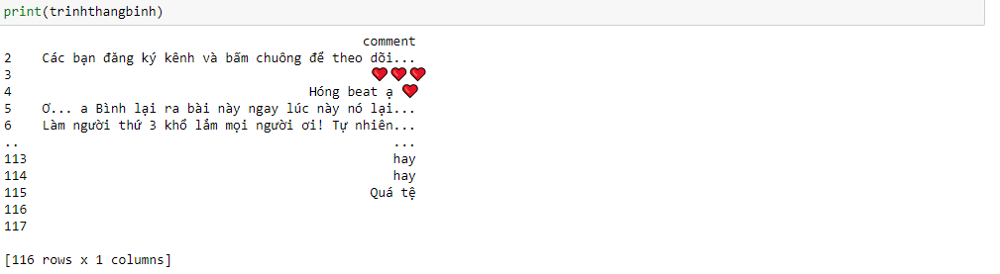 print(trinhthangbinh)
comment
2 Các bạn đăng ký kênh và bấm chuông để theo dõi...
3 ❤❤❤
4 Hóng beat ạ ❤
5 Ơ... a Bình lại ra bài này ngay lúc này nó lại...
6 Làm người thứ 3 khổ lắm mọi người ơi! Tự nhiên...
.. ...
113 hay
114 hay
115 Quá tệ
116
117
[116 rows x 1 columns]